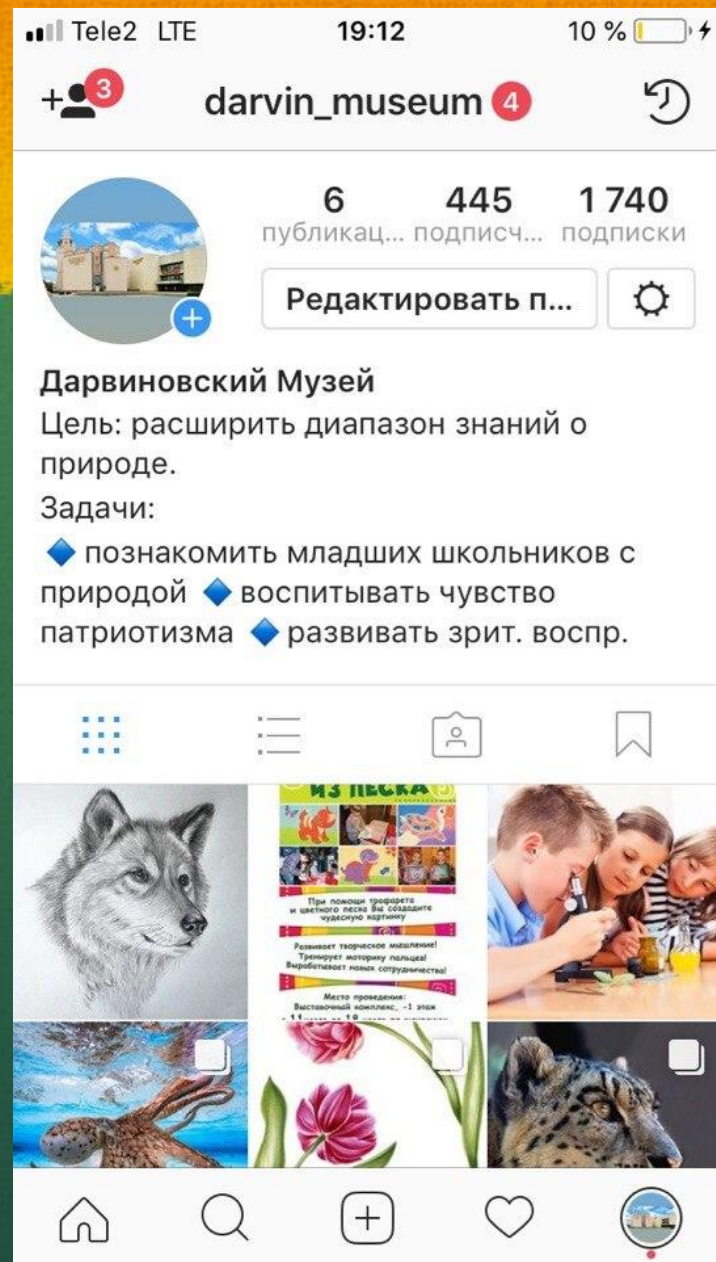 Tele2 LTE 19:12 10 %
3
darvin_museum 4
6 445 1 740
публикац... подписч... подписки
Редактировать п...
Дарвиновский Музей
Цель: расширить диапазон знаний о
природе.
Задачи:
🔷 познакомить младших школьников с
природой 🔷 воспитывать чувство
патриотизма 🔷 развивать зрит. воспр.
ИЗ ПЕСКА
При помощи трафарета
и цветного песка Вы создадите
чудесную картинку
Развивает творческое мышление!
Тренирует моторику пальцев!
Вырабатывает навык сотрудничества!
Место проведения:
Выставочный комплекс, -1 этаж